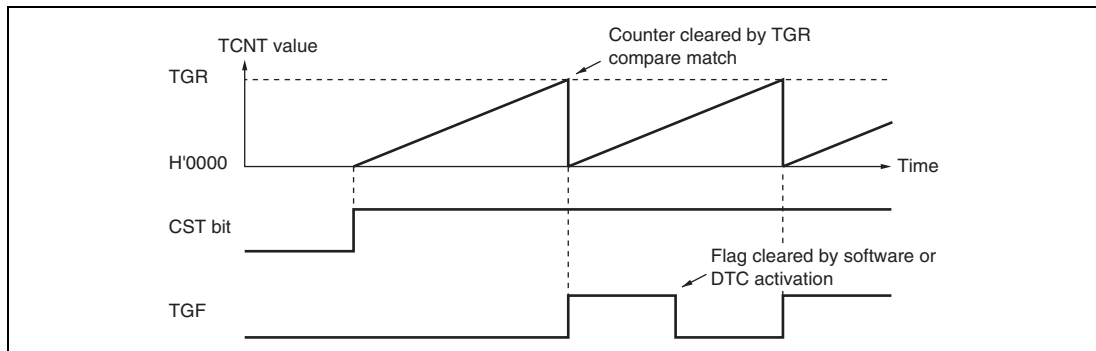 TCNT value
Counter cleared by TGR
compare match
TGR
H'0000
Time
CST bit
Flag cleared by software or
DTC activation
TGF